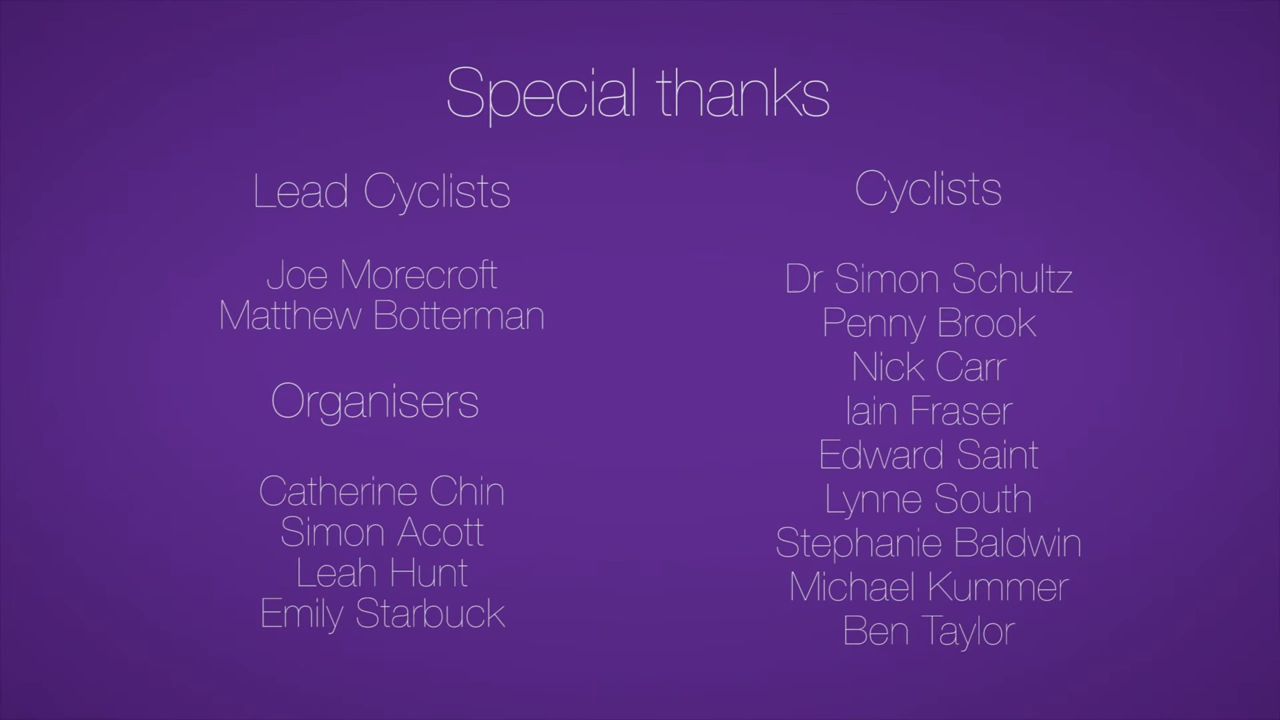 Special thanks
Lead Cyclists
Joe Morecroft
Matthew Botterman
Organisers
Catherine Chin
Simon Acott
Leah Hunt
Emily Starbuck
Cyclists
Dr Simon Schultz
Penny Brook
Nick Carr
Iain Fraser
Edward Saint
Lynne South
Stephanie Baldwin
Michael Kummer
Ben Taylor